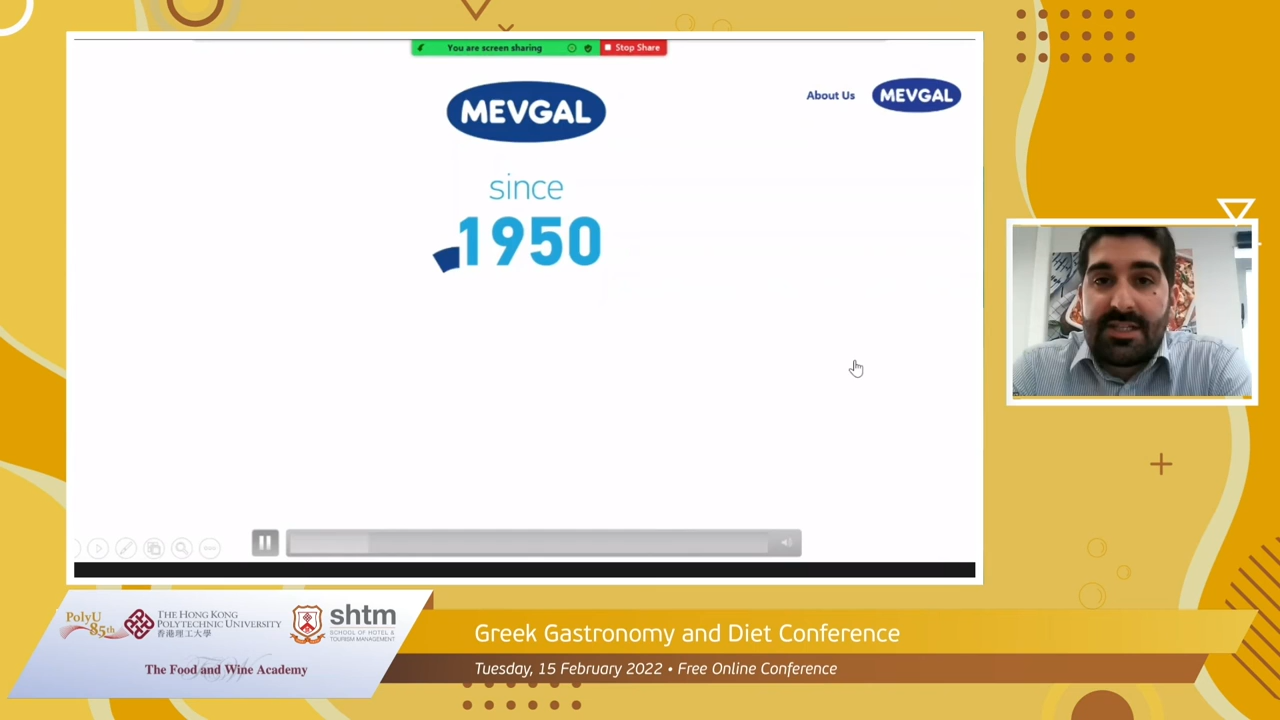 You are screen sharing
Stop Share
MEVGAL
About Us
MEVGAL
since
1950
PolyU
85th
THE HONG KONG
POLYTECHNIC UNIVERSITY
香港理工大學
shtm
SCHOOL OF HOTEL &
TOURISM MANAGEMENT
The Food and Wine Academy
Greek Gastronomy and Diet Conference
Tuesday, 15 February 2022 • Free Online Conference